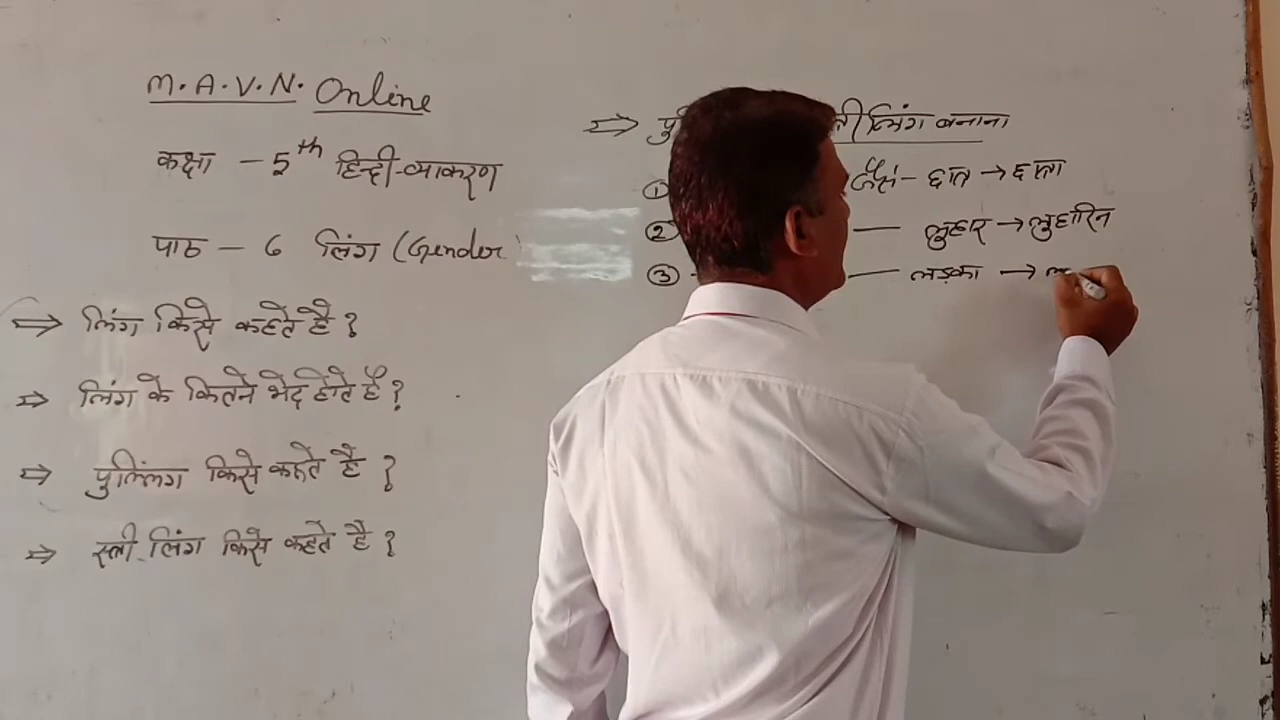 M.A.V.N. Online
कक्षा - 5th हिन्दी-व्याकरण
पाठ - 6 लिंग (Gender)
⇒ लिंग किसे कहते है ?
⇒ लिंग के कितने भेद होते है ?
⇒ पुल्लिंग किसे कहते है ?
⇒ स्त्री-लिंग किसे कहते है ?
⇒ लिंग बनाना
① जैसे- छात्र → छात्रा
② — लुहार → लुहारिन
③ — लड़का → ल